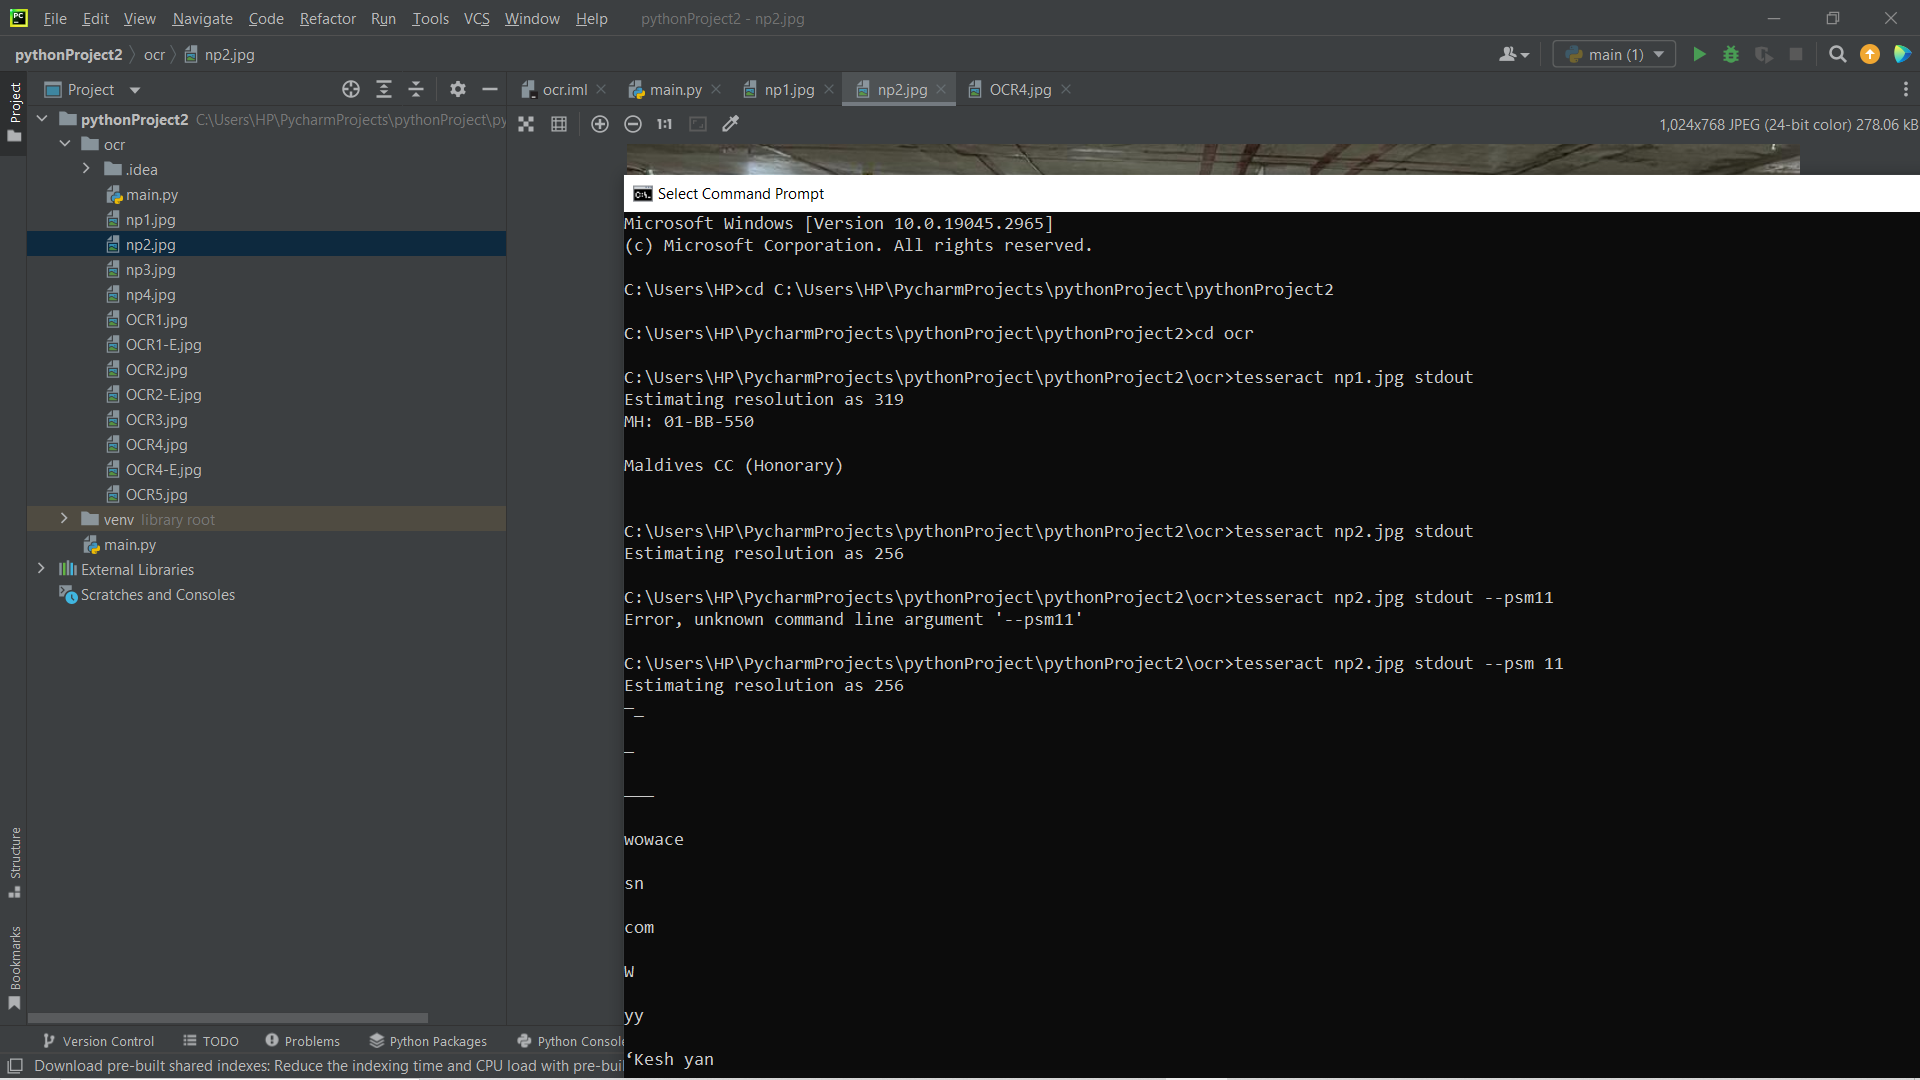 File Edit View Navigate Code Refactor Run Tools VCS Window Help pythonProject2 - np2.jpg
pythonProject2 ocr np2.jpg main (1)
Project
Project
ocr.iml main.py np1.jpg np2.jpg OCR4.jpg
pythonProject2 C:\Users\HP\PycharmProjects\pythonProject\py
1:1
1,024x768 JPEG (24-bit color) 278.06 kB
ocr
.idea
main.py
np1.jpg
np2.jpg
np3.jpg
np4.jpg
OCR1.jpg
OCR1-E.jpg
OCR2.jpg
OCR2-E.jpg
OCR3.jpg
OCR4.jpg
OCR4-E.jpg
OCR5.jpg
venv library root
main.py
External Libraries
Scratches and Consoles
Structure
Bookmarks
Select Command Prompt
Microsoft Windows [Version 10.0.19045.2965]
(c) Microsoft Corporation. All rights reserved.
C:\Users\HP>cd C:\Users\HP\PycharmProjects\pythonProject\pythonProject2
C:\Users\HP\PycharmProjects\pythonProject\pythonProject2>cd ocr
C:\Users\HP\PycharmProjects\pythonProject\pythonProject2\ocr>tesseract np1.jpg stdout
Estimating resolution as 319
MH: 01-BB-550
Maldives CC (Honorary)
C:\Users\HP\PycharmProjects\pythonProject\pythonProject2\ocr>tesseract np2.jpg stdout
Estimating resolution as 256
C:\Users\HP\PycharmProjects\pythonProject\pythonProject2\ocr>tesseract np2.jpg stdout --psm11
Error, unknown command line argument '--psm11'
C:\Users\HP\PycharmProjects\pythonProject\pythonProject2\ocr>tesseract np2.jpg stdout --psm 11
Estimating resolution as 256
—_
—
___
wowace
sn
com
W
yy
‘Kesh yan
Version Control TODO Problems Python Packages Python Console
Download pre-built shared indexes: Reduce the indexing time and CPU load with pre-bui